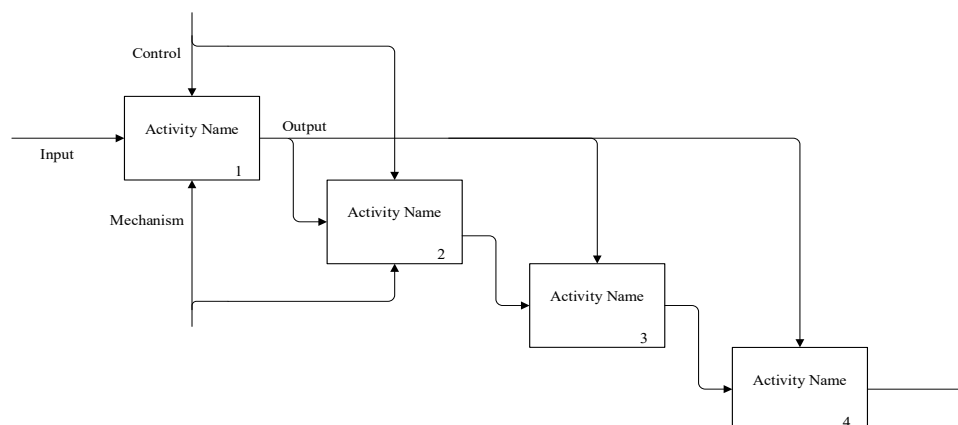 Control
Activity Name
Output
Input
1
Mechanism
Activity Name
2
Activity Name
3
Activity Name
4